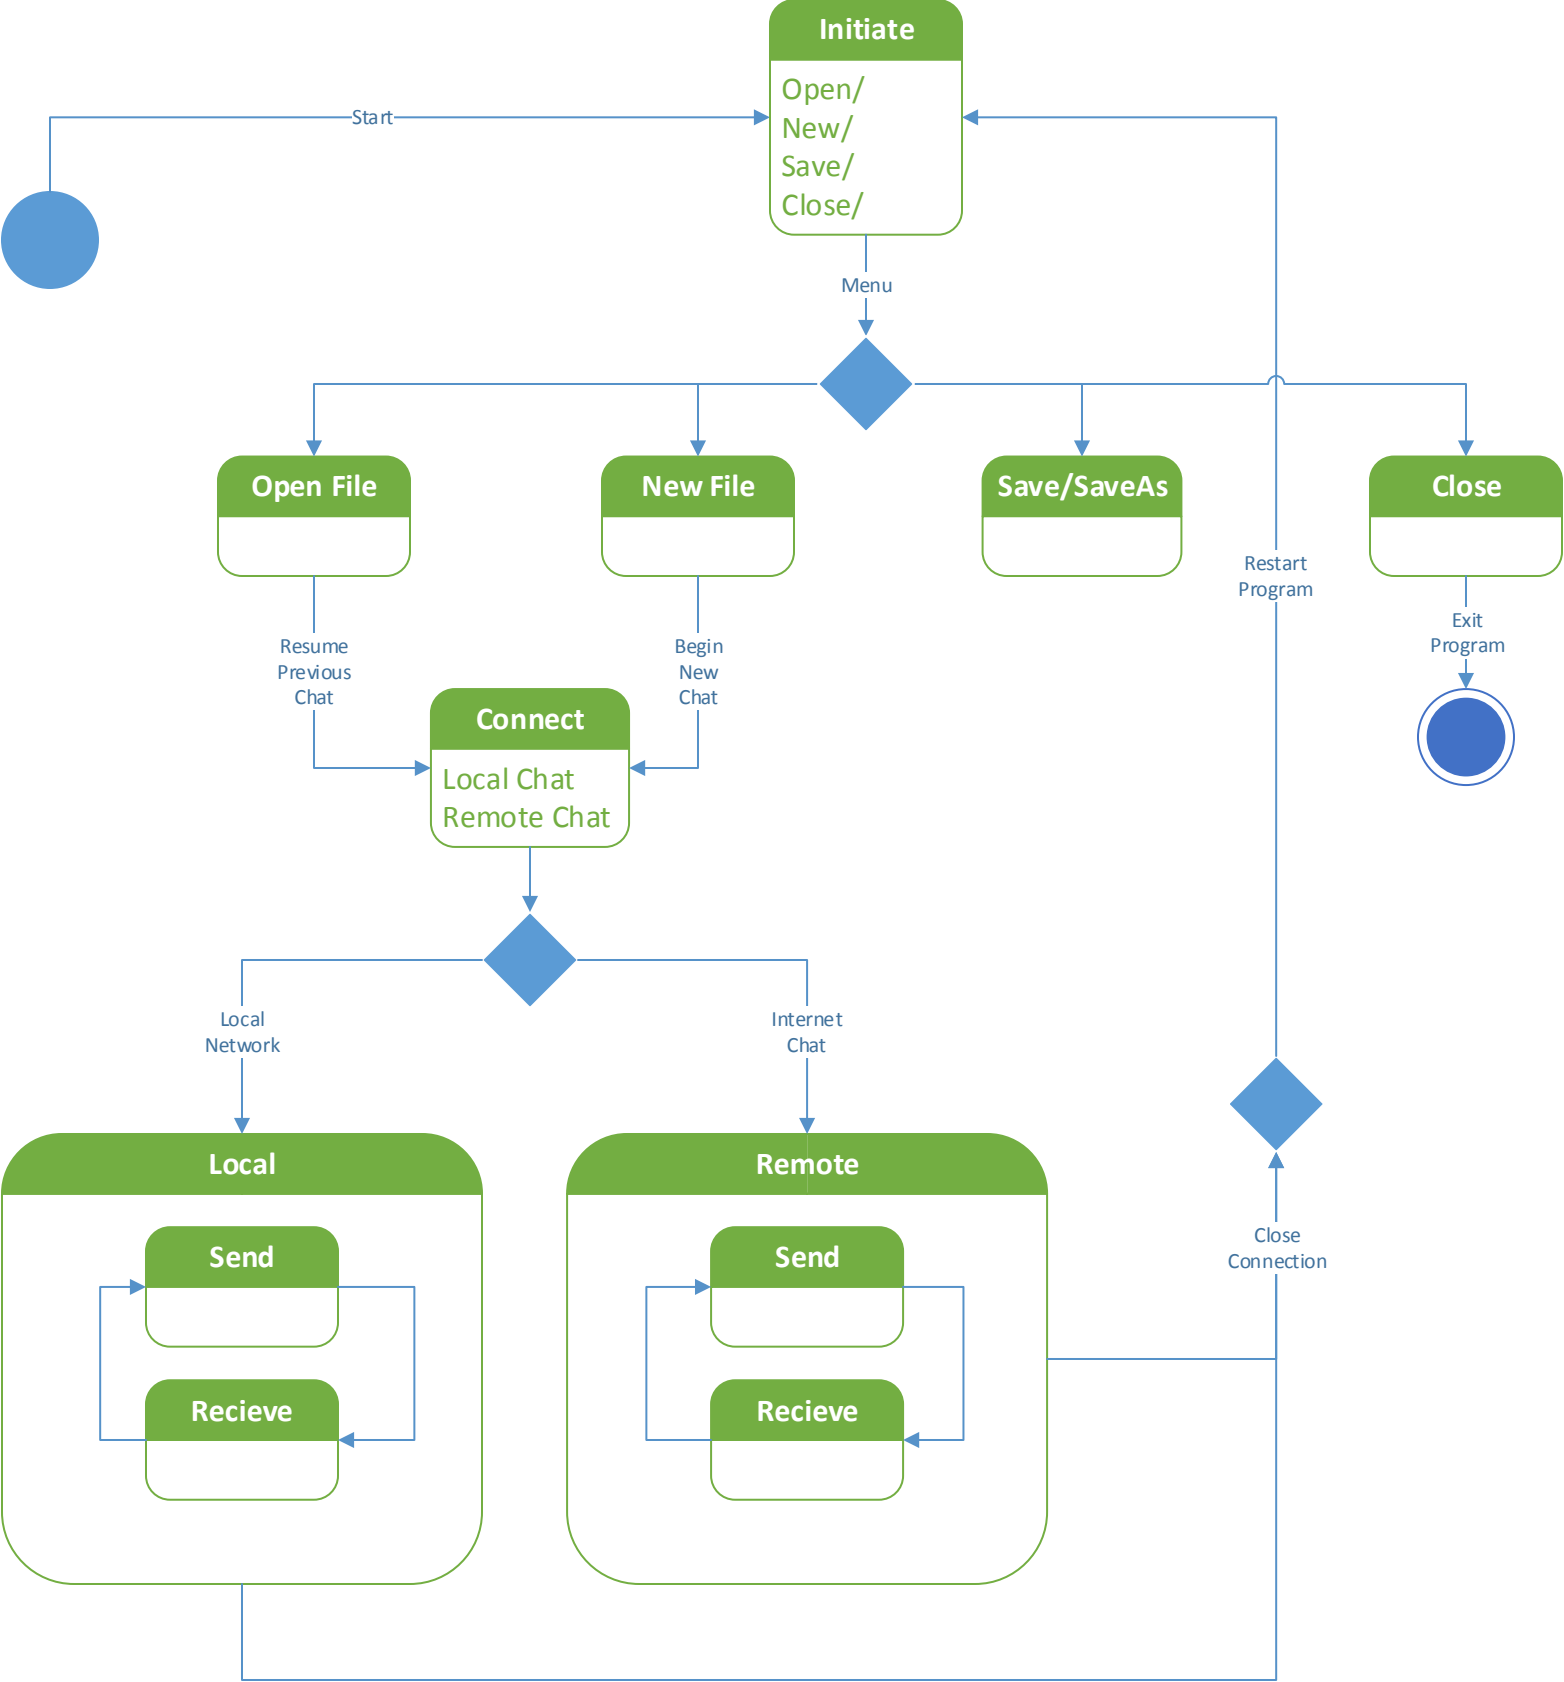 Initiate
Open/
New/
Save/
Close/
Start
Menu
Open File
New File
Save/SaveAs
Close
Restart
Program
Exit
Program
Resume
Previous
Chat
Begin
New
Chat
Connect
Local Chat
Remote Chat
Local
Network
Internet
Chat
Local
Remote
Send
Send
Close
Connection
Recieve
Recieve